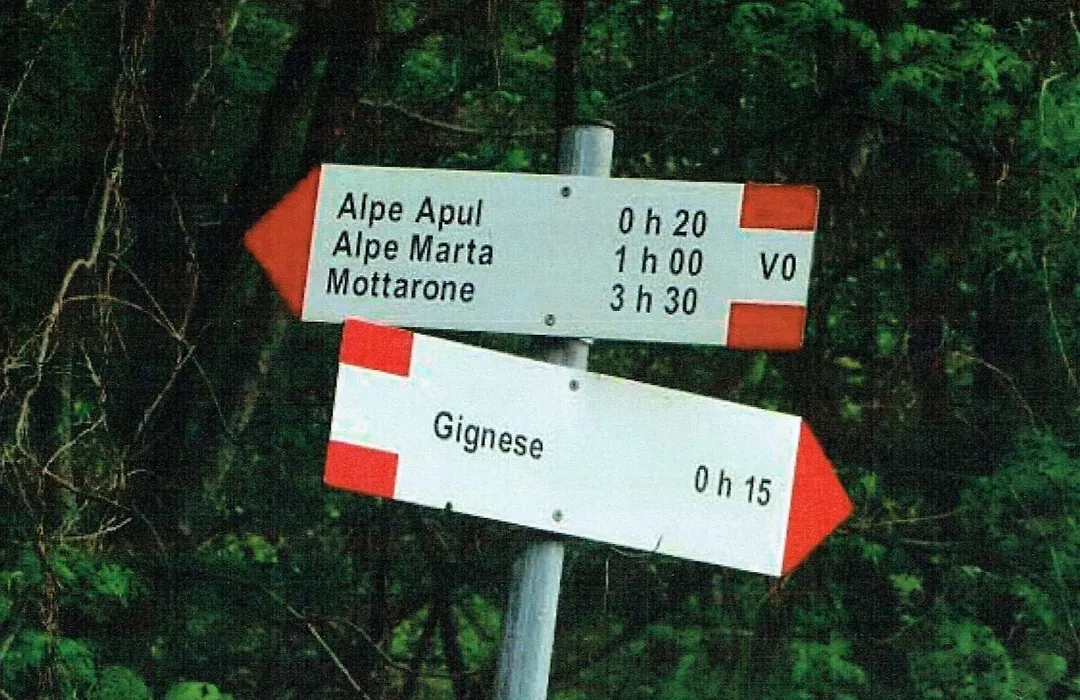 Alpe Apul 0 h 20
Alpe Marta 1 h 00 V0
Mottarone 3 h 30
Gignese
0 h 15